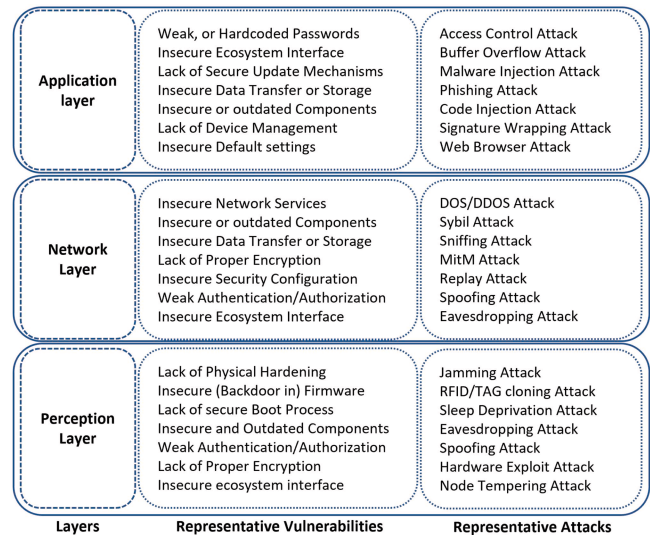 Application
layer
Weak, or Hardcoded Passwords
Insecure Ecosystem Interface
Lack of Secure Update Mechanisms
Insecure Data Transfer or Storage
Insecure or outdated Components
Lack of Device Management
Insecure Default settings
Access Control Attack
Buffer Overflow Attack
Malware Injection Attack
Phishing Attack
Code Injection Attack
Signature Wrapping Attack
Web Browser Attack
Network
Layer
Insecure Network Services
Insecure or outdated Components
Insecure Data Transfer or Storage
Lack of Proper Encryption
Insecure Security Configuration
Weak Authentication/Authorization
Insecure Ecosystem Interface
DOS/DDOS Attack
Sybil Attack
Sniffing Attack
MitM Attack
Replay Attack
Spoofing Attack
Eavesdropping Attack
Perception
Layer
Lack of Physical Hardening
Insecure (Backdoor in) Firmware
Lack of secure Boot Process
Insecure and Outdated Components
Weak Authentication/Authorization
Lack of Proper Encryption
Insecure ecosystem interface
Jamming Attack
RFID/TAG cloning Attack
Sleep Deprivation Attack
Eavesdropping Attack
Spoofing Attack
Hardware Exploit Attack
Node Tempering Attack
Layers
Representative Vulnerabilities
Representative Attacks